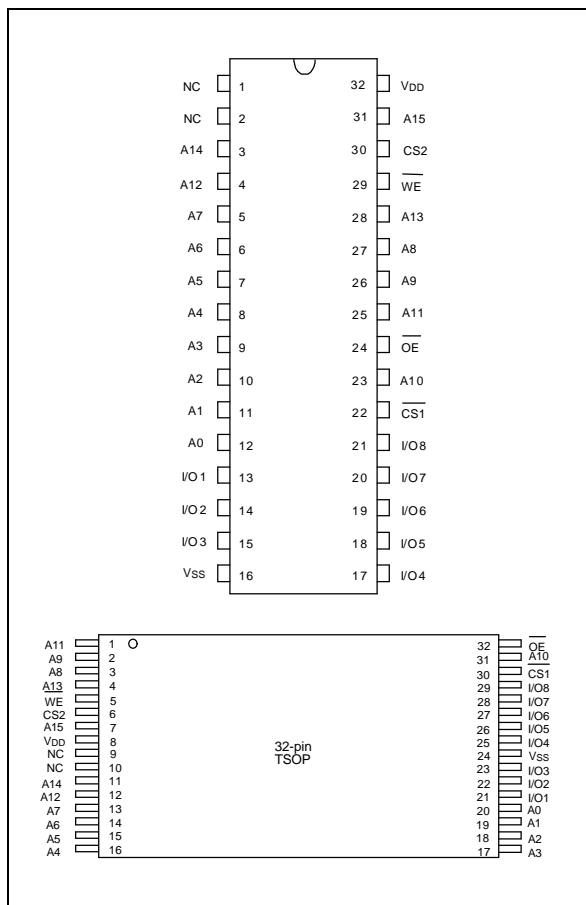 NC 1 32 VDD
NC 2 31 A15
A14 3 30 CS2
A12 4 29 W̅E̅
A7 5 28 A13
A6 6 27 A8
A5 7 26 A9
A4 8 25 A11
A3 9 24 O̅E̅
A2 10 23 A10
A1 11 22 C̅S̅1̅
A0 12 21 I/O8
I/O1 13 20 I/O7
I/O2 14 19 I/O6
I/O3 15 18 I/O5
VSS 16 17 I/O4
A11 1 32 O̅E̅
A9 2 31 A10
A8 3 30 C̅S̅1̅
A13 4 29 I/O8
W̅E̅ 5 28 I/O7
CS2 6 27 I/O6
A15 7 26 I/O5
VDD 8 25 I/O4
NC 9 24 VSS
NC 10 23 I/O3
A14 11 22 I/O2
A12 12 21 I/O1
A7 13 20 A0
A6 14 19 A1
A5 15 18 A2
A4 16 17 A3
32-pin
TSOP